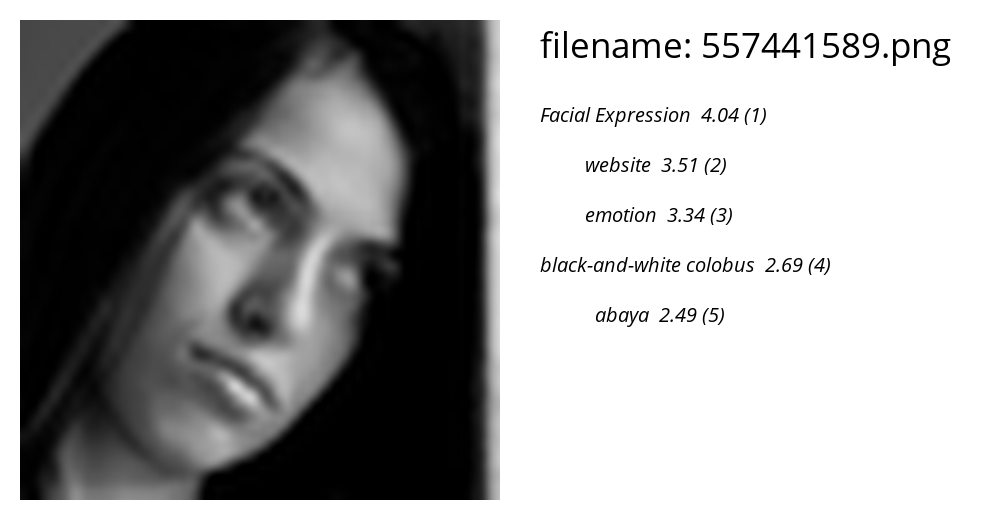 filename: 557441589.png
Facial Expression 4.04 (1)
website 3.51 (2)
emotion 3.34 (3)
black-and-white colobus 2.69 (4)
abaya 2.49 (5)